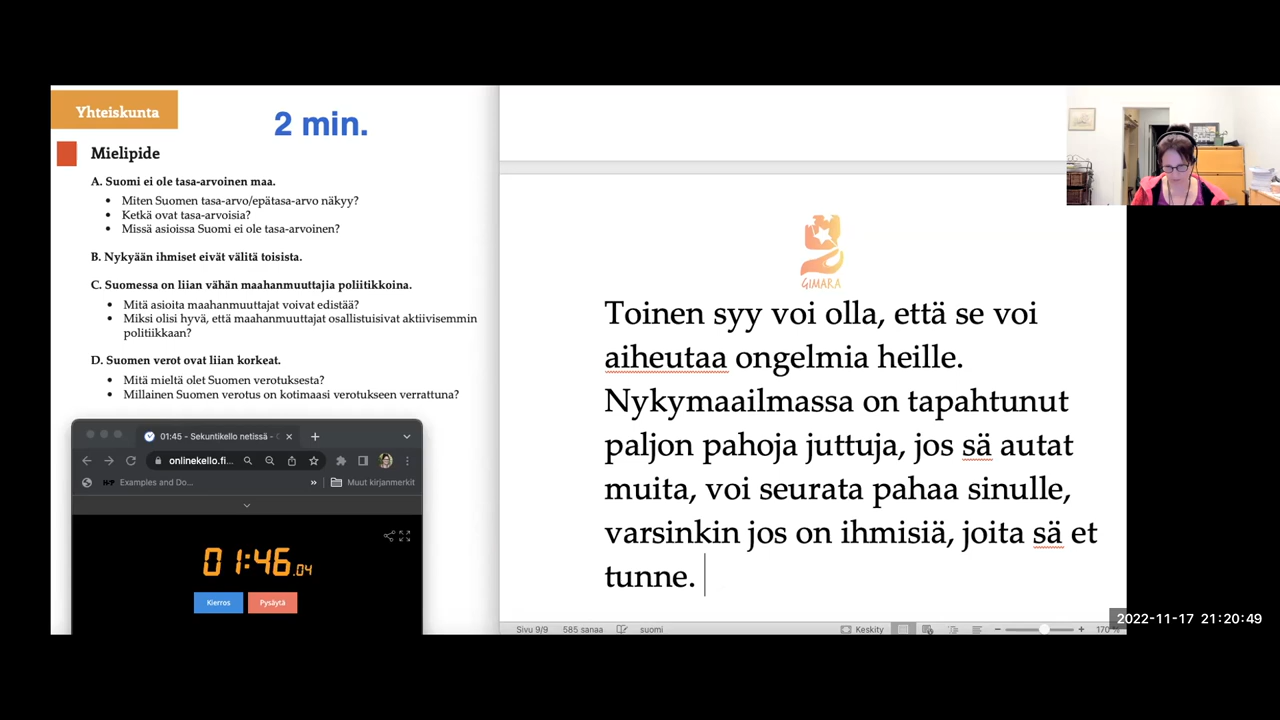 Yhteiskunta
2 min.
Mielipide
A. Suomi ei ole tasa-arvoinen maa.
• Miten Suomen tasa-arvo/epätasa-arvo näkyy?
• Ketkä ovat tasa-arvoisia?
• Missä asioissa Suomi ei ole tasa-arvoinen?
B. Nykyään ihmiset eivät välitä toisista.
C. Suomessa on liian vähän maahanmuuttajia poliitikkoina.
• Mitä asioita maahanmuuttajat voivat edistää?
• Miksi olisi hyvä, että maahanmuuttajat osallistuisivat aktiivisemmin
politiikkaan?
D. Suomen verot ovat liian korkeat.
• Mitä mieltä olet Suomen verotuksesta?
• Millainen Suomen verotus on kotimaasi verotukseen verrattuna?
01:45 - Sekuntikello netissä -
onlinekello.fi...
Examples and Do...
»
Muut kirjanmerkit
01:46.04
Kierros
Pysäytä
GIMARA
Toinen syy voi olla, että se voi
aiheutaa ongelmia heille.
Nykymaailmassa on tapahtunut
paljon pahoja juttuja, jos sä autat
muita, voi seurata pahaa sinulle,
varsinkin jos on ihmisiä, joita sä et
tunne.
Sivu 9/9
585 sanaa
suomi
Keskity
170
2022-11-17 21:20:49